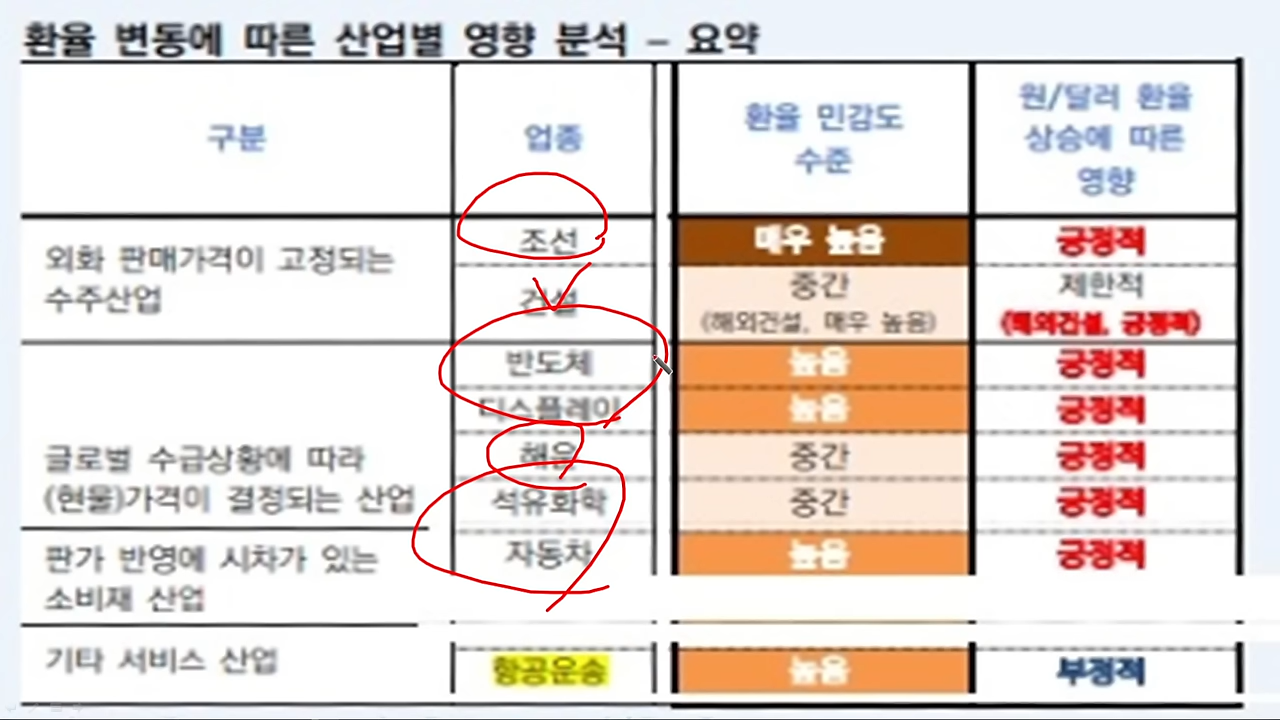 환율 변동에 따른 산업별 영향 분석 – 요약
구분
업종
환율 민감도
수준
원/달러 환율
상승에 따른
영향
외화 판매가격이 고정되는
수주산업
조선
매우 높음
긍정적
건설
중간
(해외건설, 매우 높음)
제한적
(해외건설, 긍정적)
글로벌 수급상황에 따라
(현물)가격이 결정되는 산업
반도체
높음
긍정적
디스플레이
높음
긍정적
해운
중간
긍정적
석유화학
중간
긍정적
판가 반영에 시차가 있는
소비재 산업
자동차
높음
긍정적
기타 서비스 산업
항공운송
높음
부정적